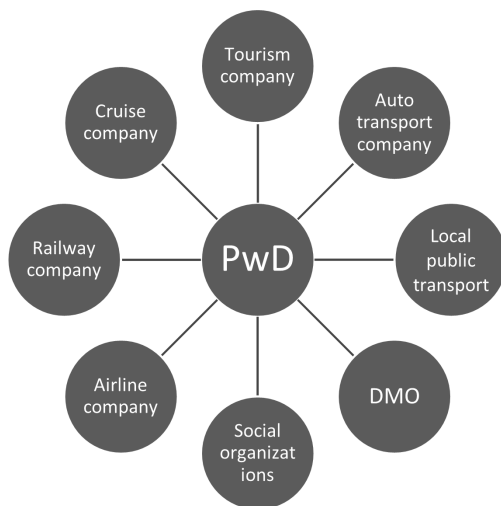 Tourism
company
Auto
transport
company
Local
public
transport
DMO
Social
organizat
ions
Airline
company
Railway
company
Cruise
company
PwD